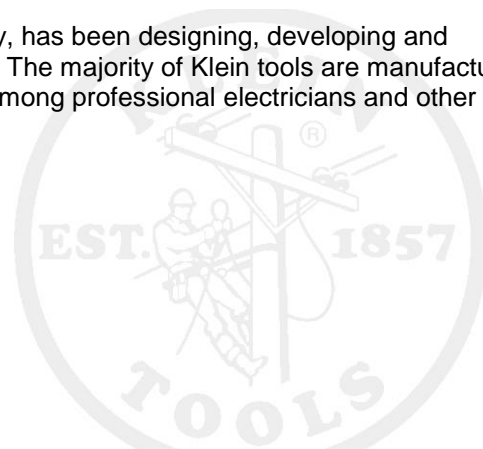 y, has been designing, developing and
The majority of Klein tools are manufactu
mong professional electricians and other
KLEIN
®
EST. 1857
TOOLS